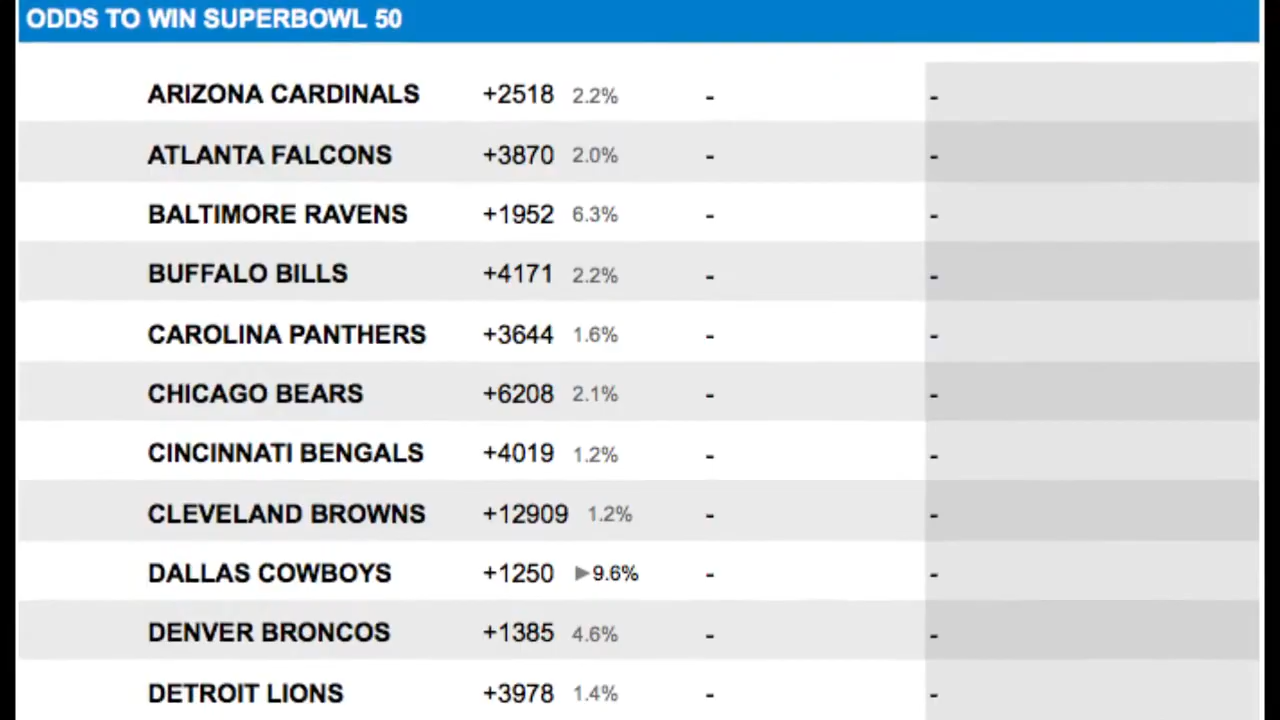 ODDS TO WIN SUPERBOWL 50
ARIZONA CARDINALS +2518 2.2% - -
ATLANTA FALCONS +3870 2.0% - -
BALTIMORE RAVENS +1952 6.3% - -
BUFFALO BILLS +4171 2.2% - -
CAROLINA PANTHERS +3644 1.6% - -
CHICAGO BEARS +6208 2.1% - -
CINCINNATI BENGALS +4019 1.2% - -
CLEVELAND BROWNS +12909 1.2% - -
DALLAS COWBOYS +1250 ▶9.6% - -
DENVER BRONCOS +1385 4.6% - -
DETROIT LIONS +3978 1.4% - -